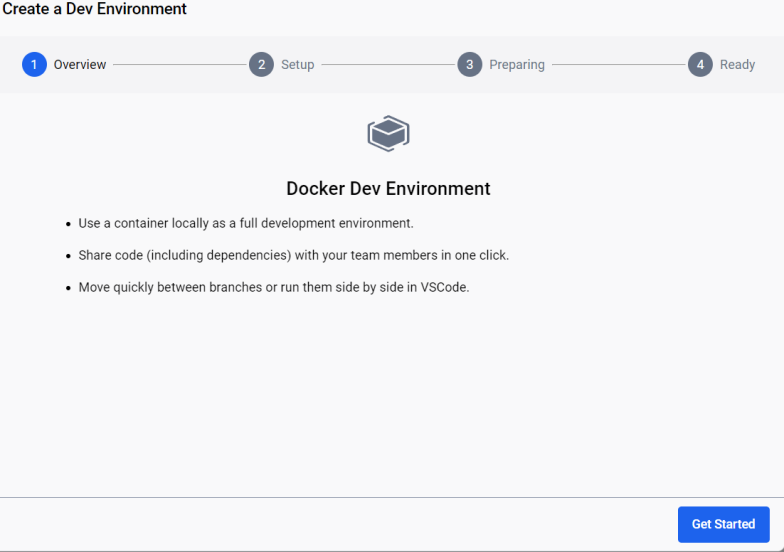 Create a Dev Environment
1 Overview 2 Setup 3 Preparing 4 Ready
Docker Dev Environment
• Use a container locally as a full development environment.
• Share code (including dependencies) with your team members in one click.
• Move quickly between branches or run them side by side in VSCode.
Get Started